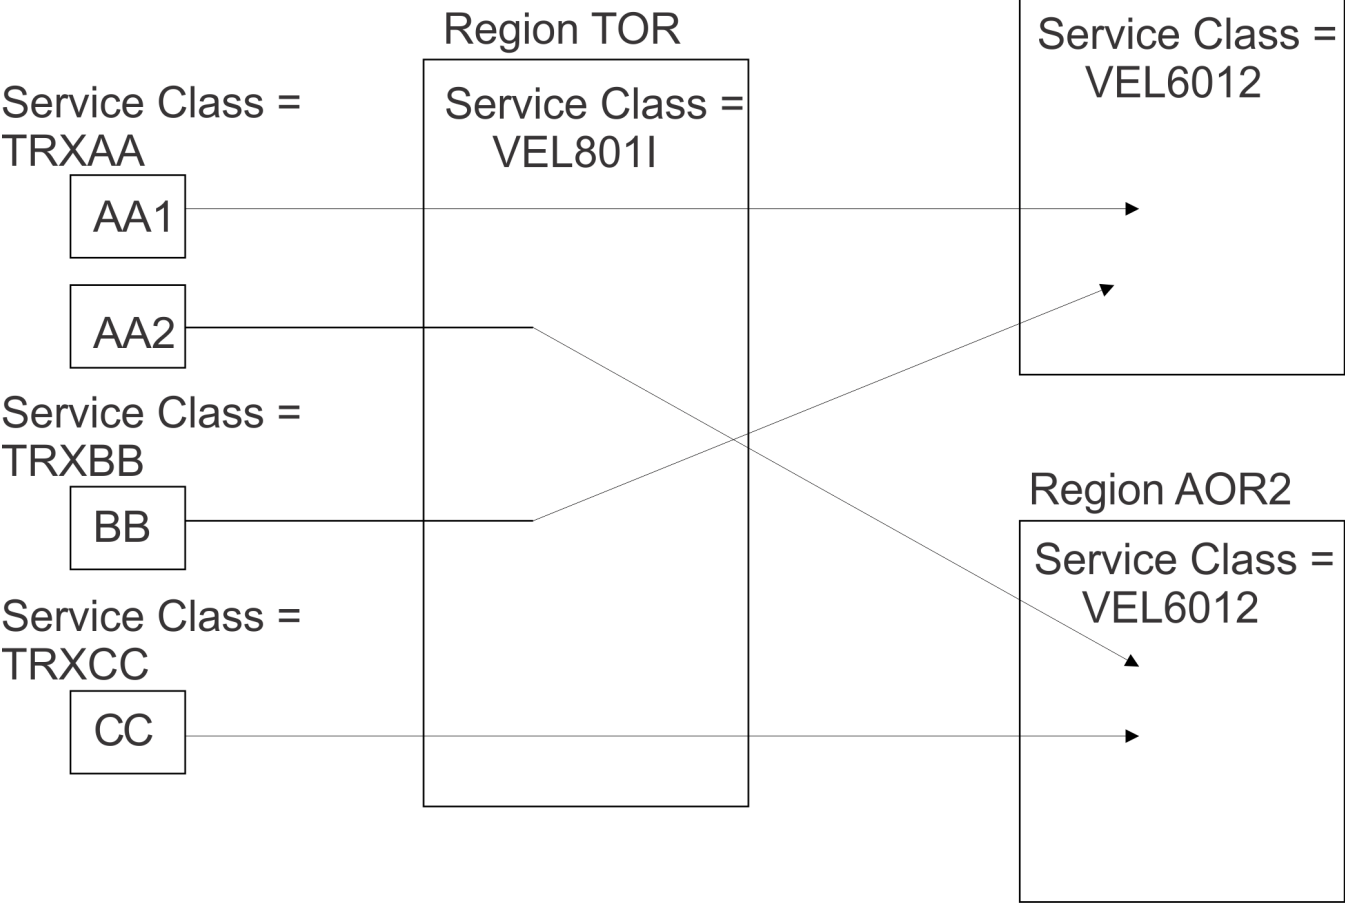 Region TOR
Service Class =
VEL801I
Service Class =
TRXAA
AA1
AA2
Service Class =
TRXBB
BB
Service Class =
TRXCC
CC
Service Class =
VEL6012
Region AOR2
Service Class =
VEL6012